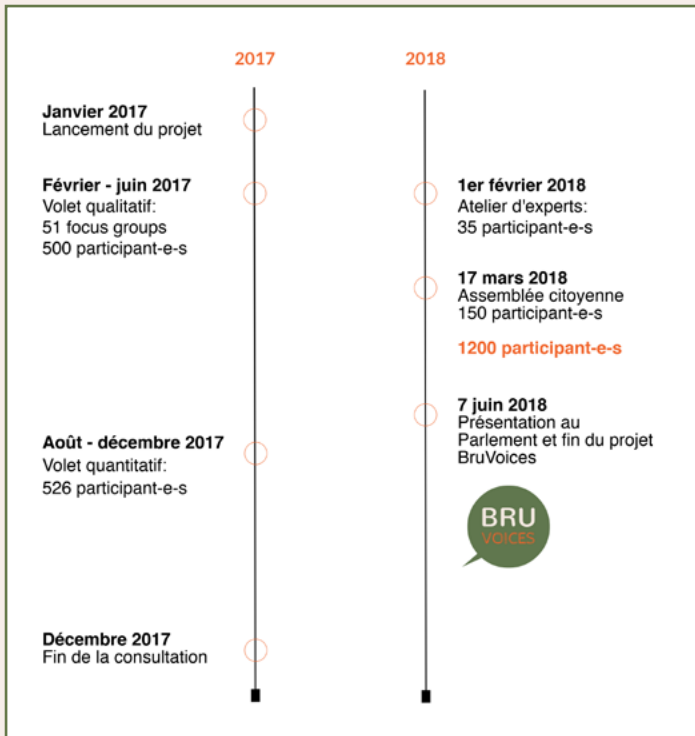 2017
Janvier 2017
Lancement du projet
Février - juin 2017
Volet qualitatif:
51 focus groups
500 participant-e-s
Août - décembre 2017
Volet quantitatif:
526 participant-e-s
Décembre 2017
Fin de la consultation
2018
1er février 2018
Atelier d'experts:
35 participant-e-s
17 mars 2018
Assemblée citoyenne
150 participant-e-s
1200 participant-e-s
7 juin 2018
Présentation au
Parlement et fin du projet
BruVoices
BRU
VOICES